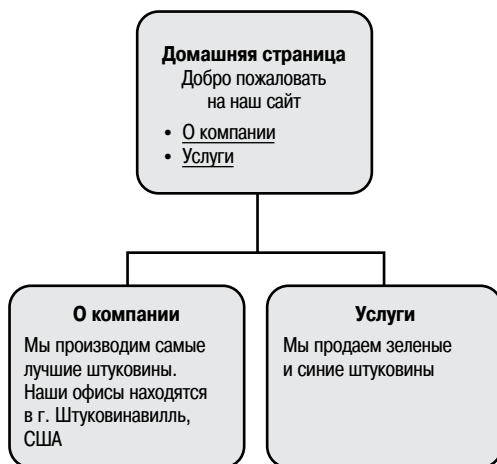 Домашняя страница
Добро пожаловать
на наш сайт
• О компании
• Услуги
О компании
Мы производим самые
лучшие штуковины.
Наши офисы находятся
в г. Штуковинавилль,
США
Услуги
Мы продаем зеленые
и синие штуковины